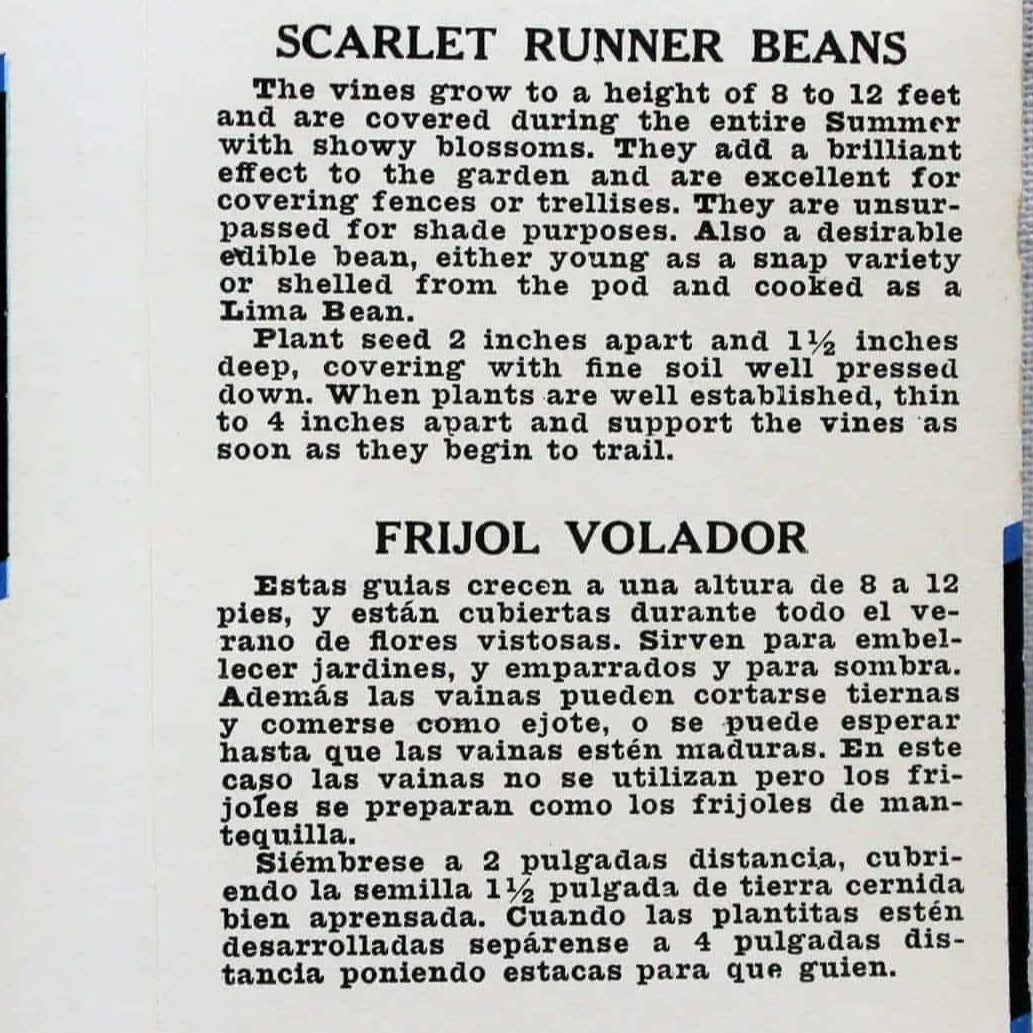 SCARLET RUNNER BEANS
The vines grow to a height of 8 to 12 feet
and are covered during the entire Summer
with showy blossoms. They add a brilliant
effect to the garden and are excellent for
covering fences or trellises. They are unsur-
passed for shade purposes. Also a desirable
edible bean, either young as a snap variety
or shelled from the pod and cooked as a
Lima Bean.
Plant seed 2 inches apart and 1½ inches
deep, covering with fine soil well pressed
down. When plants are well established, thin
to 4 inches apart and support the vines as
soon as they begin to trail.
FRIJOL VOLADOR
Estas guias crecen a una altura de 8 a 12
pies, y están cubiertas durante todo el ve-
rano de flores vistosas. Sirven para embel-
lecer jardines, y emparrados y para sombra.
Además las vainas pueden cortarse tiernas
y comerse como ejote, o se puede esperar
hasta que las vainas estén maduras. En este
caso las vainas no se utilizan pero los fri-
joles se preparan como los frijoles de man-
tequilla.
Siémbrese a 2 pulgadas distancia, cubri-
endo la semilla 1½ pulgada de tierra cernida
bien aprensada. Cuando las plantitas estén
desarrolladas sepárense a 4 pulgadas dis-
tancia poniendo estacas para que guien.